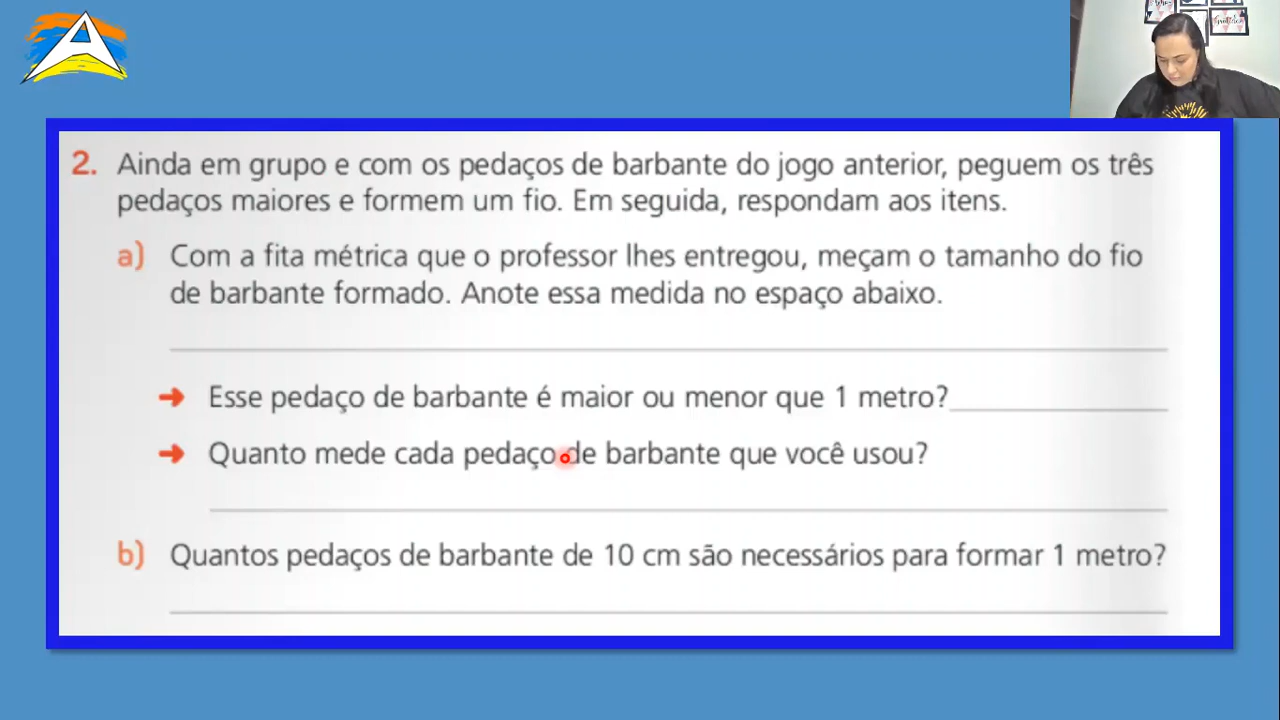 2. Ainda em grupo e com os pedaços de barbante do jogo anterior, peguem os três
pedaços maiores e formem um fio. Em seguida, respondam aos itens.
a) Com a fita métrica que o professor lhes entregou, meçam o tamanho do fio
de barbante formado. Anote essa medida no espaço abaixo.
➜ Esse pedaço de barbante é maior ou menor que 1 metro?
➜ Quanto mede cada pedaço de barbante que você usou?
b) Quantos pedaços de barbante de 10 cm são necessários para formar 1 metro?